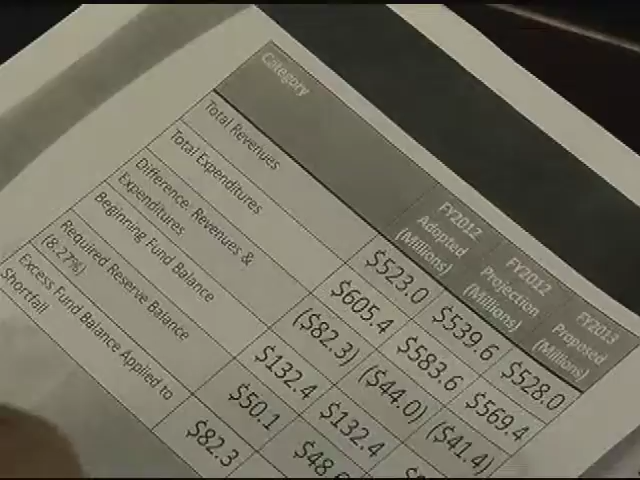 Category
FY2012 Adopted (Millions)
FY2012 Projection (Millions)
FY2013 Proposed (Millions)
Total Revenues $523.0 $539.6 $528.0
Total Expenditures $605.4 $583.6 $569.4
Difference: Revenues & Expenditures ($82.3) ($44.0) ($41.4)
Beginning Fund Balance $132.4 $132.4
Required Reserve Balance (8.27%) $50.1
Excess Fund Balance Applied to Shortfall $82.3